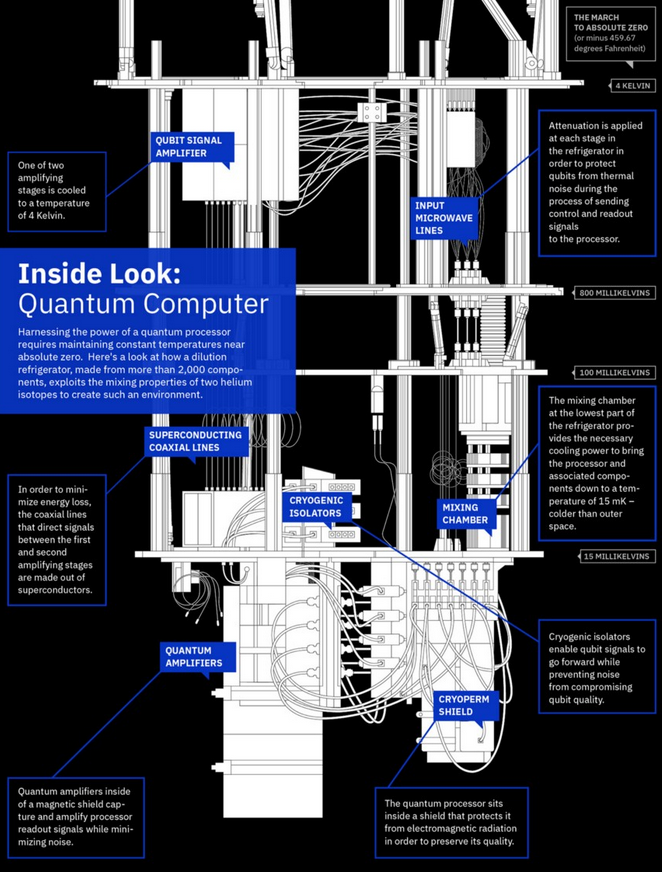 THE MARCH
TO ABSOLUTE ZERO
(or minus 459.67
degrees Fahrenheit)
4 KELVIN
QUBIT SIGNAL
AMPLIFIER
One of two
amplifying
stages is cooled
to a temperature
of 4 Kelvin.
Attenuation is applied
at each stage in
the refrigerator in
order to protect
qubits from thermal
noise during the
process of sending
control and readout
signals
to the processor.
INPUT
MICROWAVE
LINES
Inside Look:
Quantum Computer
Harnessing the power of a quantum processor
requires maintaining constant temperatures near
absolute zero. Here's a look at how a dilution
refrigerator, made from more than 2,000 compo-
nents, exploits the mixing properties of two helium
isotopes to create such an environment.
800 MILLIKELVINS
100 MILLIKELVINS
The mixing chamber
at the lowest part of
the refrigerator pro-
vides the necessary
cooling power to bring
the processor and
associated compo-
nents down to a tem-
perature of 15 mK –
colder than outer
space.
SUPERCONDUCTING
COAXIAL LINES
In order to mini-
mize energy loss,
the coaxial lines
that direct signals
between the first
and second
amplifying stages
are made out of
superconductors.
CRYOGENIC
ISOLATORS
MIXING
CHAMBER
15 MILLIKELVINS
Cryogenic isolators
enable qubit signals to
go forward while
preventing noise
from compromising
qubit quality.
QUANTUM
AMPLIFIERS
CRYOPERM
SHIELD
Quantum amplifiers inside
of a magnetic shield cap-
ture and amplify processor
readout signals while mini-
mizing noise.
The quantum processor sits
inside a shield that protects it
from electromagnetic radiation
in order to preserve its quality.